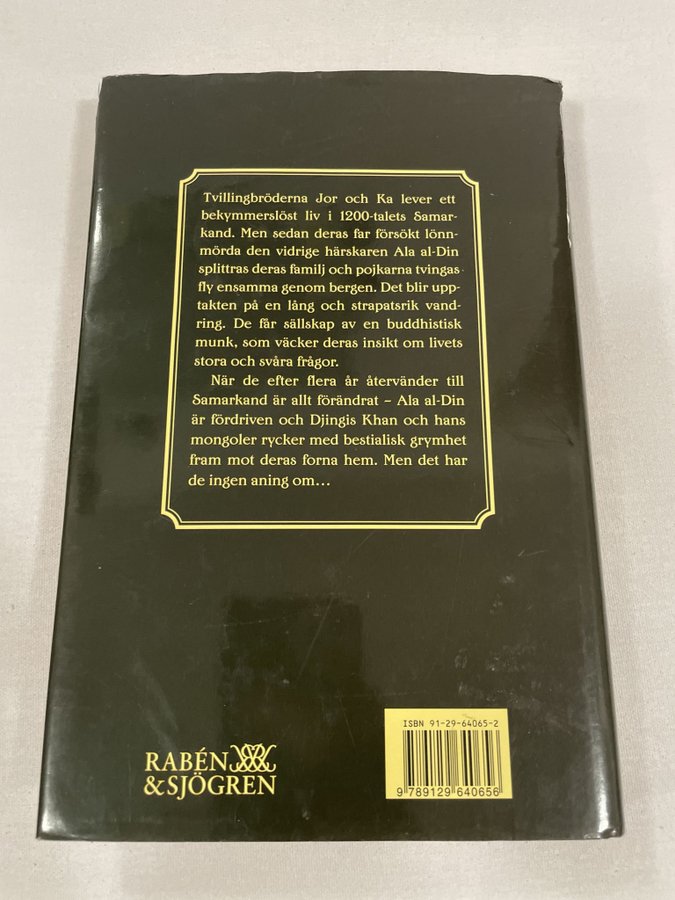 Tvillingbröderna Jor och Ka lever ett
bekymmerslöst liv i 1200-talets Samar-
kand. Men sedan deras far försökt lönn-
mörda den vidrige härskaren Ala al-Din
splittras deras familj och pojkarna tvingas
fly ensamma genom bergen. Det blir upp-
takten på en lång och strapatsrik vand-
ring. De får sällskap av en buddhistisk
munk, som väcker deras insikt om livets
stora och svåra frågor.
När de efter flera år återvänder till
Samarkand är allt förändrat – Ala al-Din
är fördriven och Djingis Khan och hans
mongoler rycker med bestialisk grymhet
fram mot deras forna hem. Men det har
de ingen aning om...
ISBN 91-29-64065-2
9 789129 640656
RABÉN
&SJÖGREN